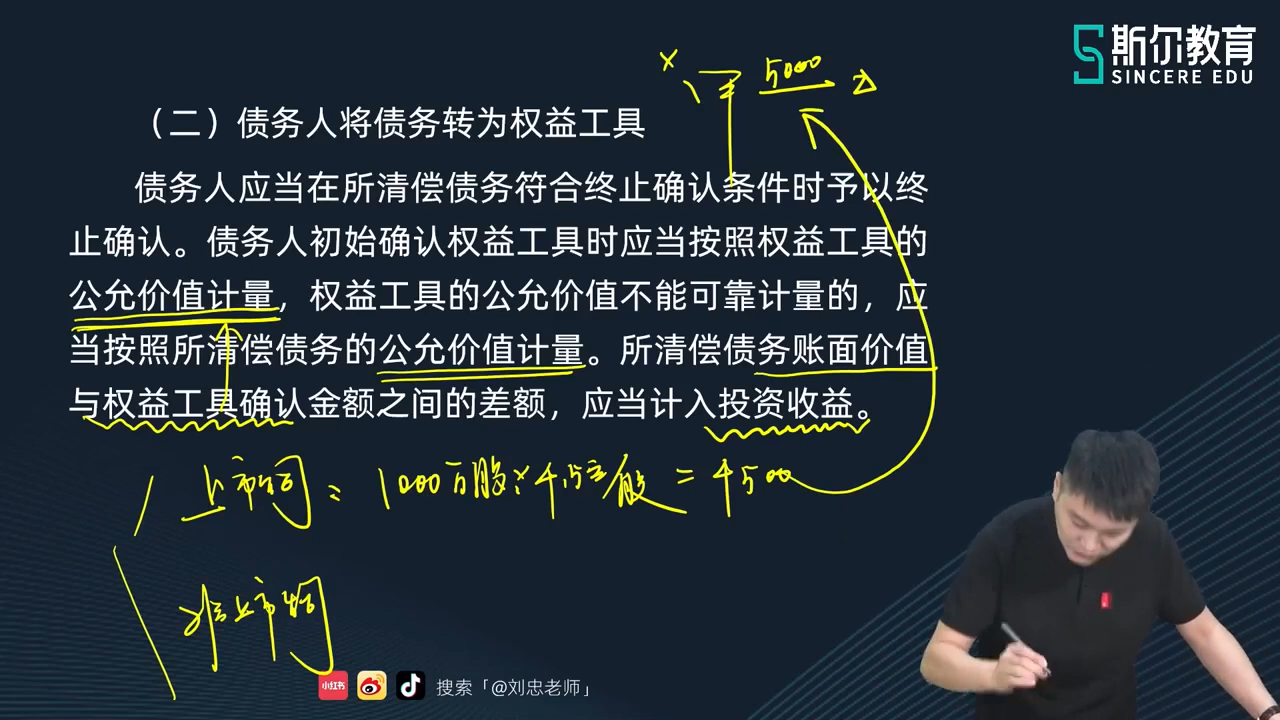 斯尔教育
SINCERE EDU
5000
（二）债务人将债务转为权益工具
债务人应当在所清偿债务符合终止确认条件时予以终
止确认。债务人初始确认权益工具时应当按照权益工具的
公允价值计量，权益工具的公允价值不能可靠计量的，应
当按照所清偿债务的公允价值计量。所清偿债务账面价值
与权益工具确认金额之间的差额，应当计入投资收益。
上市公司 = 1000万股×4.5元/股 = 4500
非上市公司
小红书 搜索「@刘忠老师」